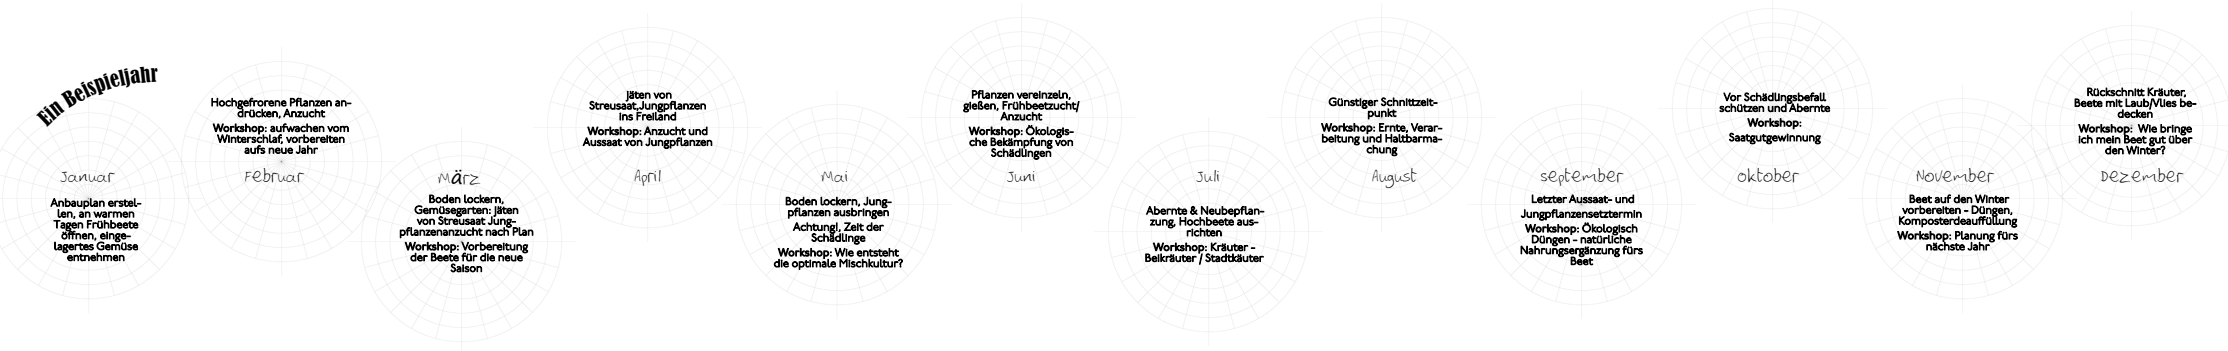 Ein Beispieljahr
Januar
Anbauplan erstel-
len, an warmen
Tagen Frühbeete
öffnen, einge-
lagertes Gemüse
entnehmen
Hochgefrorene Pflanzen an-
drücken, Anzucht
Workshop: aufwachen vom
Winterschlaf, vorbereiten
aufs neue Jahr
Februar
März
Boden lockern,
Gemüsegarten: jäten
von Streusaat Jung-
pflanzenanzucht nach Plan
Workshop: Vorbereitung
der Beete für die neue
Saison
jäten von
Streusaat,Jungpflanzen
ins Freiland
Workshop: Anzucht und
Aussaat von Jungpflanzen
April
Mai
Boden lockern, Jung-
pflanzen ausbringen
Achtung!, Zeit der
Schädlinge
Workshop: Wie entsteht
die optimale Mischkultur?
Pflanzen vereinzeln,
gießen, Frühbeetzucht/
Anzucht
Workshop: Ökologis-
che Bekämpfung von
Schädlingen
Juni
Juli
Abernte & Neubepflan-
zung, Hochbeete aus-
richten
Workshop: Kräuter -
Beikräuter / Stadtkäuter
Günstiger Schnittzeit-
punkt
Workshop: Ernte, Verar-
beitung und Haltbarma-
chung
August
September
Letzter Aussaat- und
Jungpflanzensetztermin
Workshop: Ökologisch
Düngen - natürliche
Nahrungsergänzung fürs
Beet
Vor Schädlingsbefall
schützen und Abernte
Workshop:
Saatgutgewinnung
Oktober
November
Beet auf den Winter
vorbereiten - Düngen,
Komposterdeauffüllung
Workshop: Planung fürs
nächste Jahr
Rückschnitt Kräuter,
Beete mit Laub/Vlies be-
decken
Workshop: Wie bringe
ich mein Beet gut über
den Winter?
Dezember